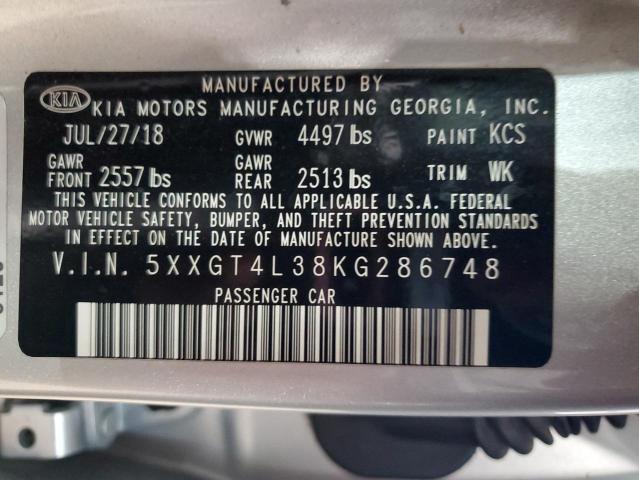 MANUFACTURED BY
KIA KIA MOTORS MANUFACTURING GEORGIA, INC.
JUL/27/18 GVWR 4497 lbs PAINT KCS
GAWR FRONT 2557 lbs GAWR REAR 2513 lbs TRIM WK
THIS VEHICLE CONFORMS TO ALL APPLICABLE U.S.A. FEDERAL
MOTOR VEHICLE SAFETY, BUMPER, AND THEFT PREVENTION STANDARDS
IN EFFECT ON THE DATE OF MANUFACTURE SHOWN ABOVE.
V.I.N. 5XXGT4L38KG286748
PASSENGER CAR